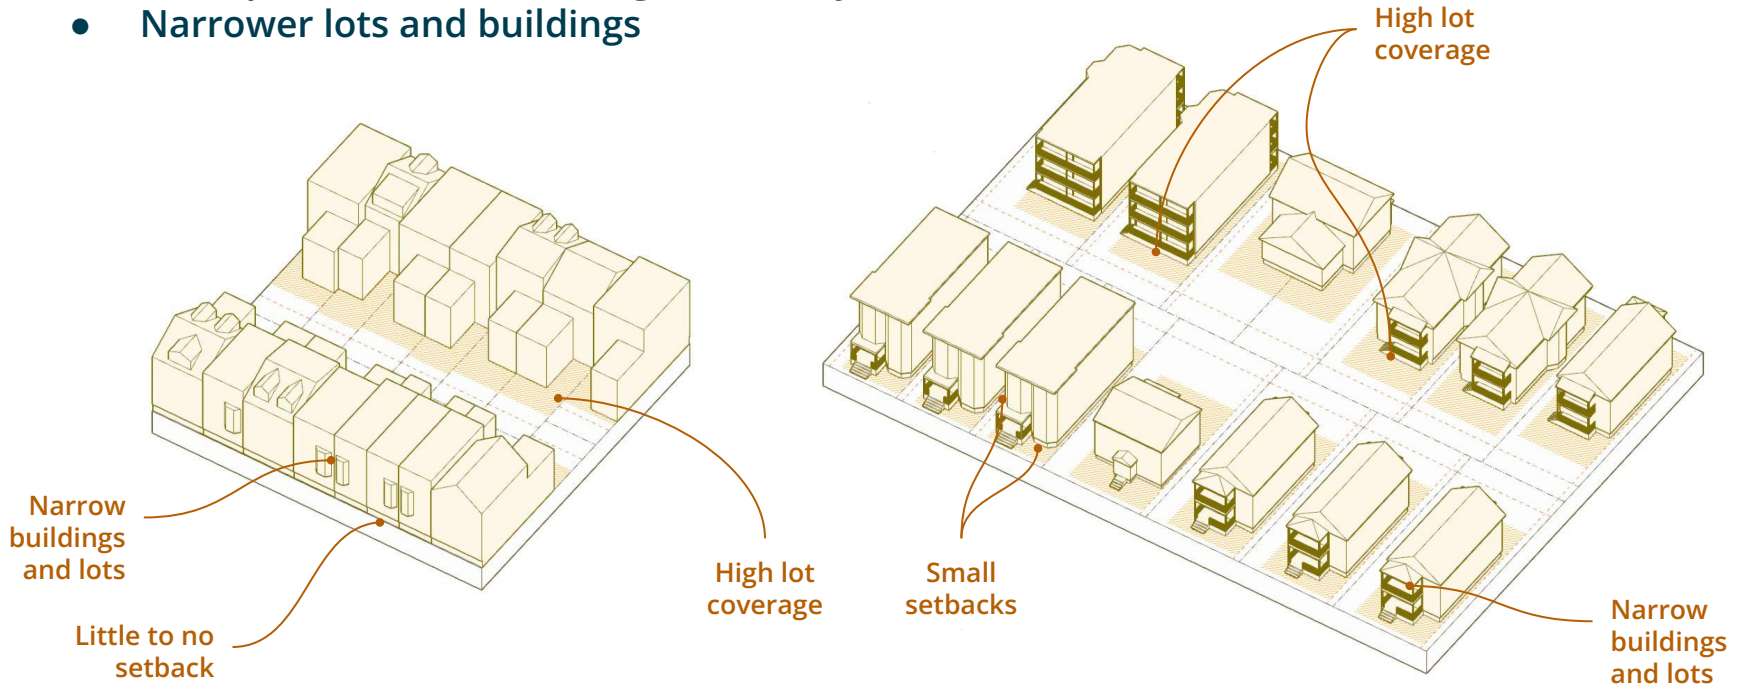 ● Narrower lots and buildings
High lot
coverage
Narrow
buildings
and lots
Little to no
setback
High lot
coverage
Small
setbacks
Narrow
buildings
and lots